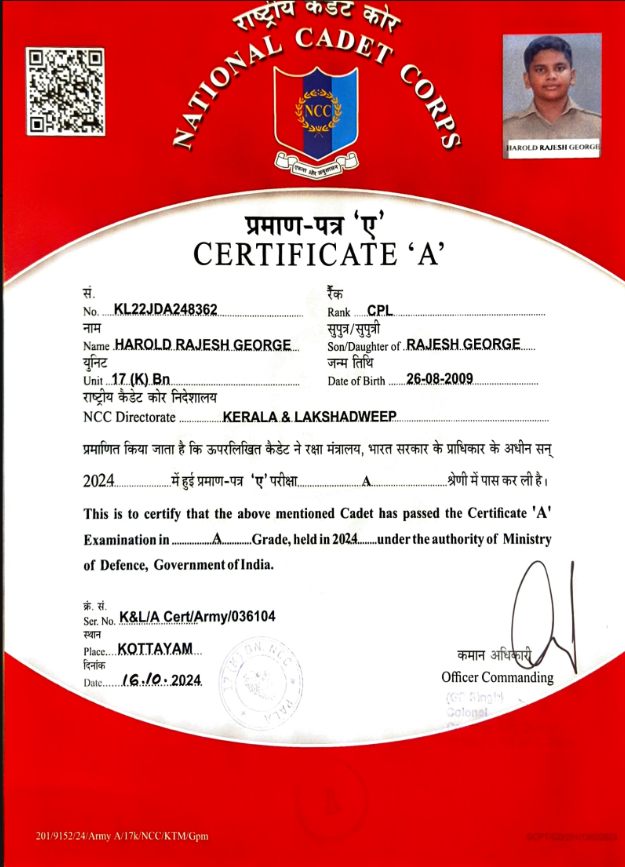 राष्ट्रीय कैडेट कोर
NATIONAL CADET CORPS
NCC
एकता और अनुशासन
HAROLD RAJESH GEORGE
प्रमाण-पत्र ‘ए’
CERTIFICATE ‘A’
सं. रैंक
No. KL22JDA248362 Rank CPL
नाम सुपुत्र/सुपुत्री
Name HAROLD RAJESH GEORGE Son/Daughter of RAJESH GEORGE
युनिट जन्म तिथि
Unit 17 (K) Bn Date of Birth 26-08-2009
राष्ट्रीय कैडेट कोर निदेशालय
NCC Directorate KERALA & LAKSHADWEEP
प्रमाणित किया जाता है कि ऊपरलिखित कैडेट ने रक्षा मंत्रालय, भारत सरकार के प्राधिकार के अधीन सन्
2024 में हुई प्रमाण-पत्र ‘ए’ परीक्षा A श्रेणी में पास कर ली है।
This is to certify that the above mentioned Cadet has passed the Certificate 'A'
Examination in A Grade, held in 2024 under the authority of Ministry
of Defence, Government of India.
क्रं. सं.
Ser. No. K&L/A Cert/Army/036104
स्थान
Place KOTTAYAM
दिनांक
Date 16.10.2024
कमान अधिकारी
Officer Commanding
Colonel
NCC
PALA
201/9152/24/Army A/17k/NCC/KTM/Gpm